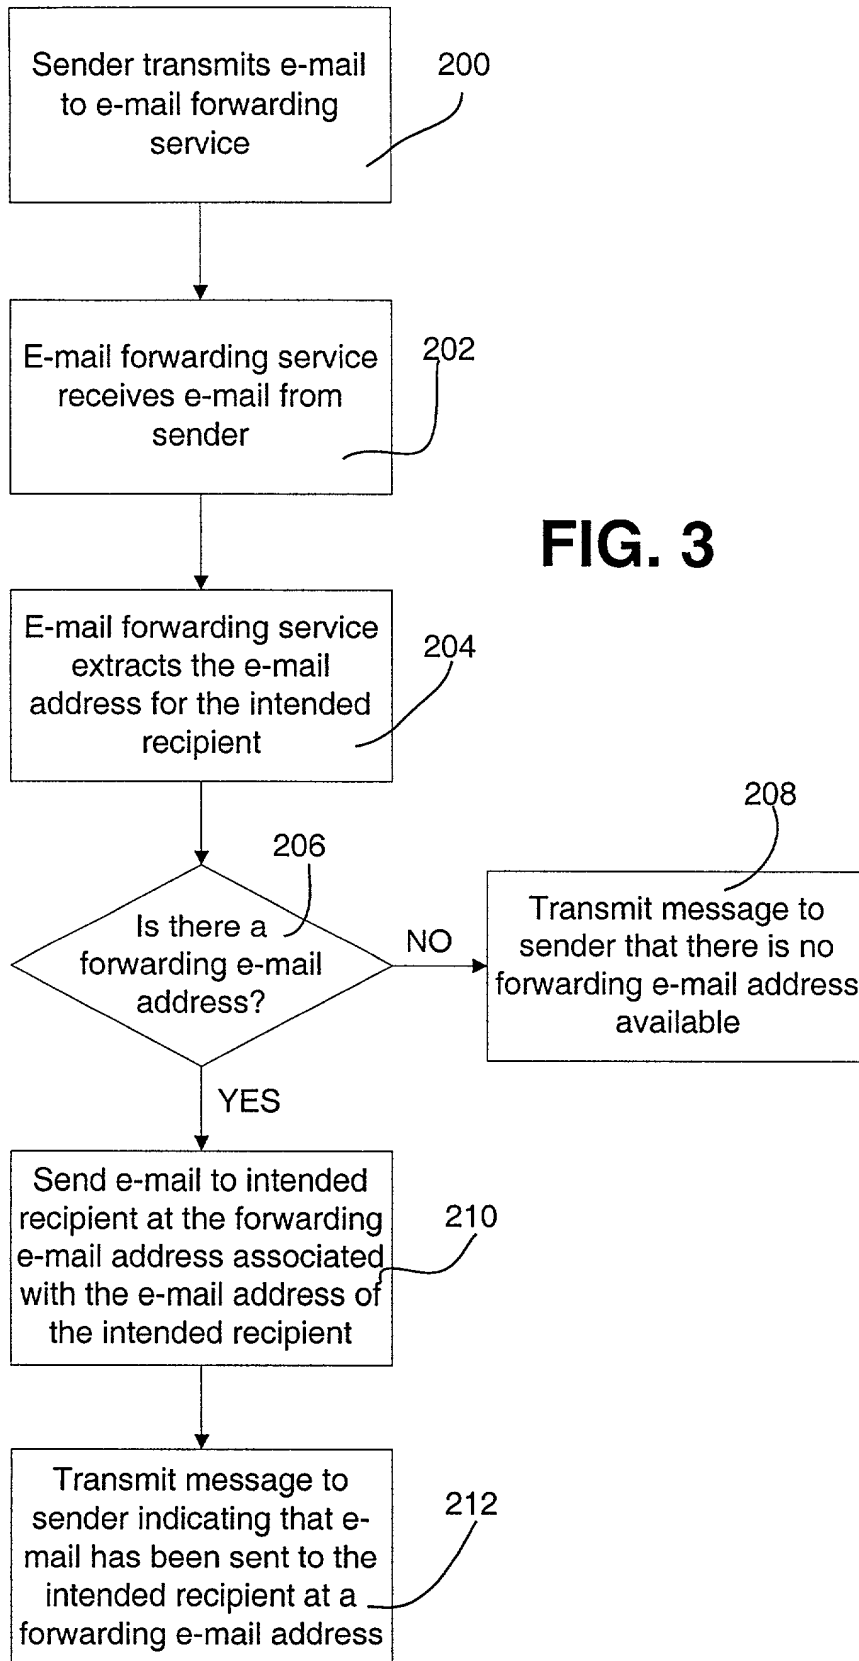 Sender transmits e-mail
to e-mail forwarding
service
200
E-mail forwarding service
receives e-mail from
sender
202
FIG. 3
E-mail forwarding service
extracts the e-mail
address for the intended
recipient
204
206
Is there a
forwarding e-mail
address?
NO
208
Transmit message to
sender that there is no
forwarding e-mail address
available
YES
Send e-mail to intended
recipient at the forwarding
e-mail address associated
with the e-mail address of
the intended recipient
210
Transmit message to
sender indicating that e-
mail has been sent to the
intended recipient at a
forwarding e-mail address
212